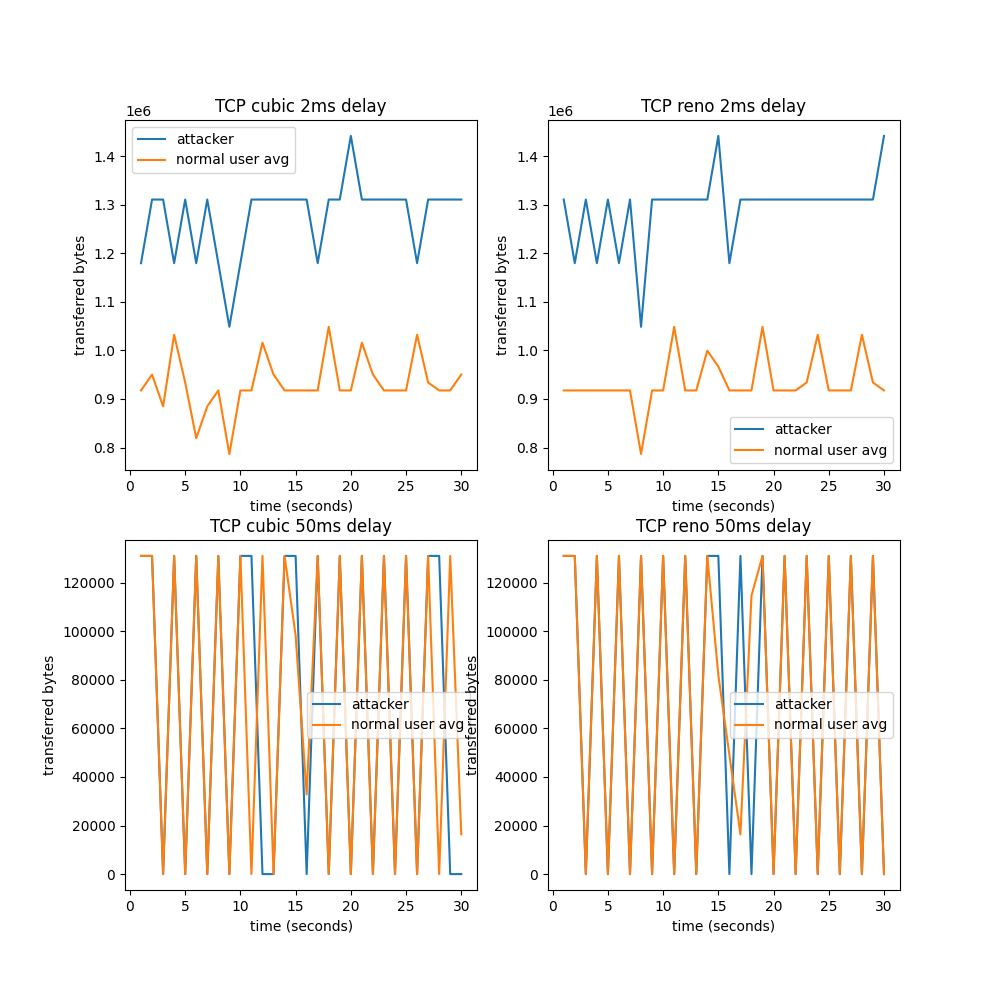 TCP cubic 2ms delay
1e6
attacker
normal user avg
1.4
1.3
1.2
1.1
1.0
0.9
0.8
transferred bytes
0 5 10 15 20 25 30
time (seconds)
TCP reno 2ms delay
1e6
1.4
1.3
1.2
1.1
1.0
0.9
0.8
transferred bytes
attacker
normal user avg
0 5 10 15 20 25 30
time (seconds)
TCP cubic 50ms delay
120000
100000
80000
60000
40000
20000
0
transferred bytes
attacker
normal user avg
0 5 10 15 20 25 30
time (seconds)
TCP reno 50ms delay
120000
100000
80000
60000
40000
20000
0
transferred bytes
attacker
normal user avg
0 5 10 15 20 25 30
time (seconds)